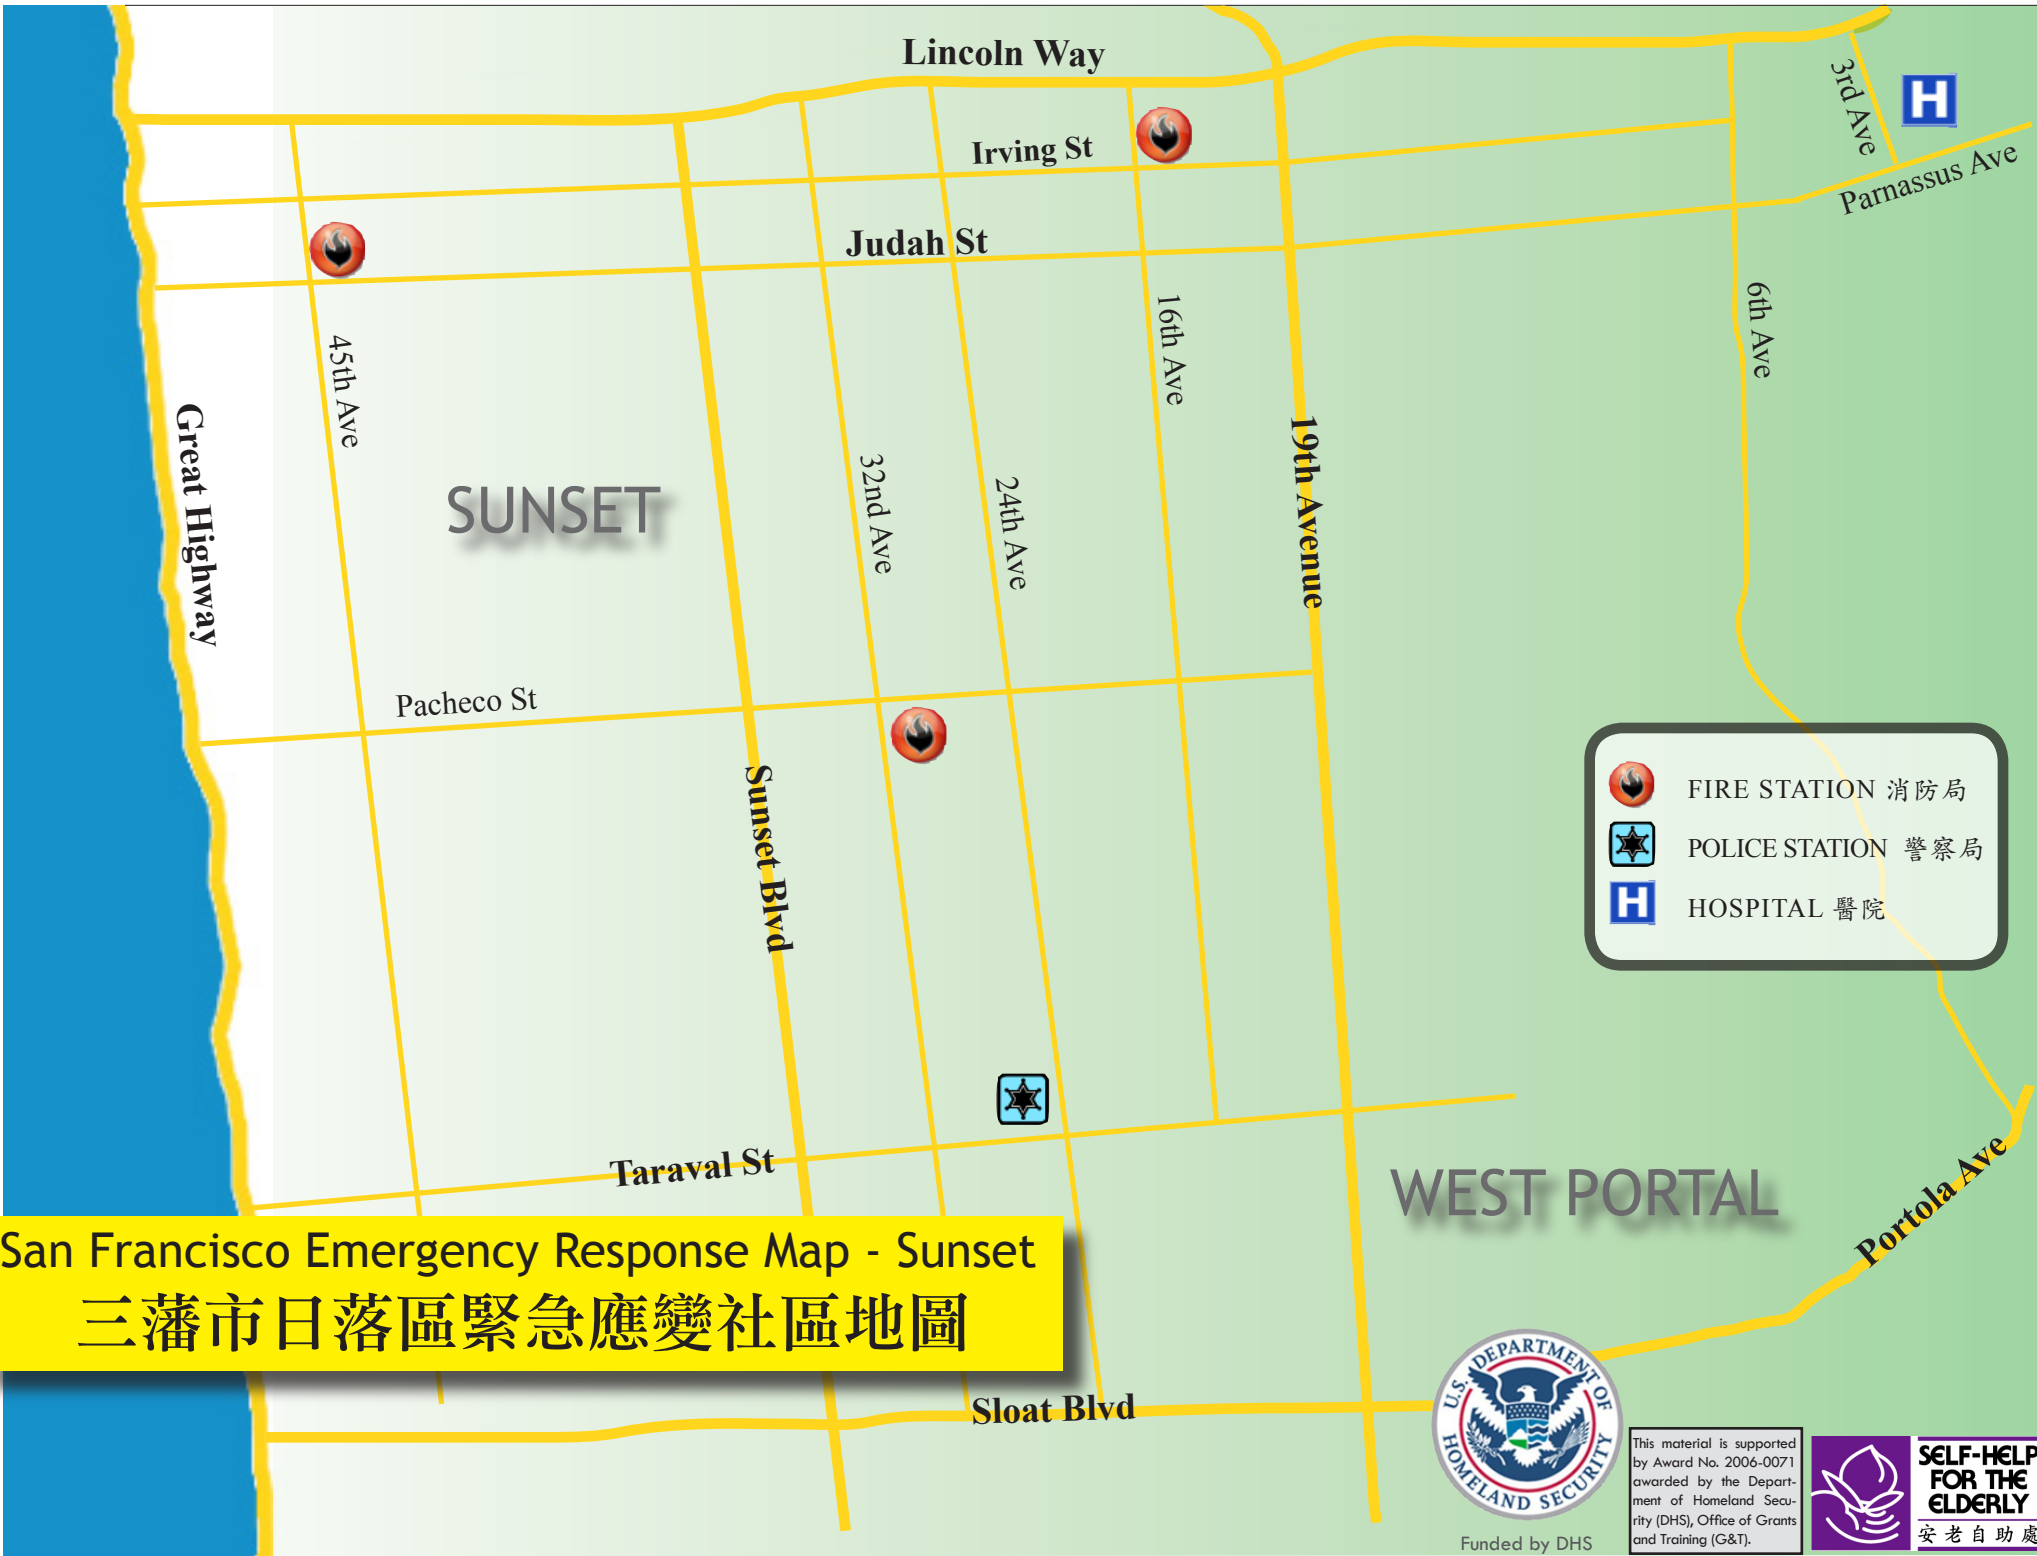 Lincoln Way
3rd Ave
H
Irving St
Parnassus Ave
Judah St
45th Ave
16th Ave
6th Ave
Great Highway
19th Avenue
SUNSET
32nd Ave
24th Ave
Pacheco St
Sunset Blvd
FIRE STATION 消防局
POLICE STATION 警察局
H HOSPITAL 醫院
Taraval St
WEST PORTAL
Portola Ave
San Francisco Emergency Response Map - Sunset
三藩市日落區緊急應變社區地圖
Sloat Blvd
U.S. DEPARTMENT OF
HOMELAND SECURITY
Funded by DHS
This material is supported
by Award No. 2006-0071
awarded by the Depart-
ment of Homeland Secu-
rity (DHS), Office of Grants
and Training (G&T).
SELF-HELP
FOR THE
ELDERLY
安老自助處